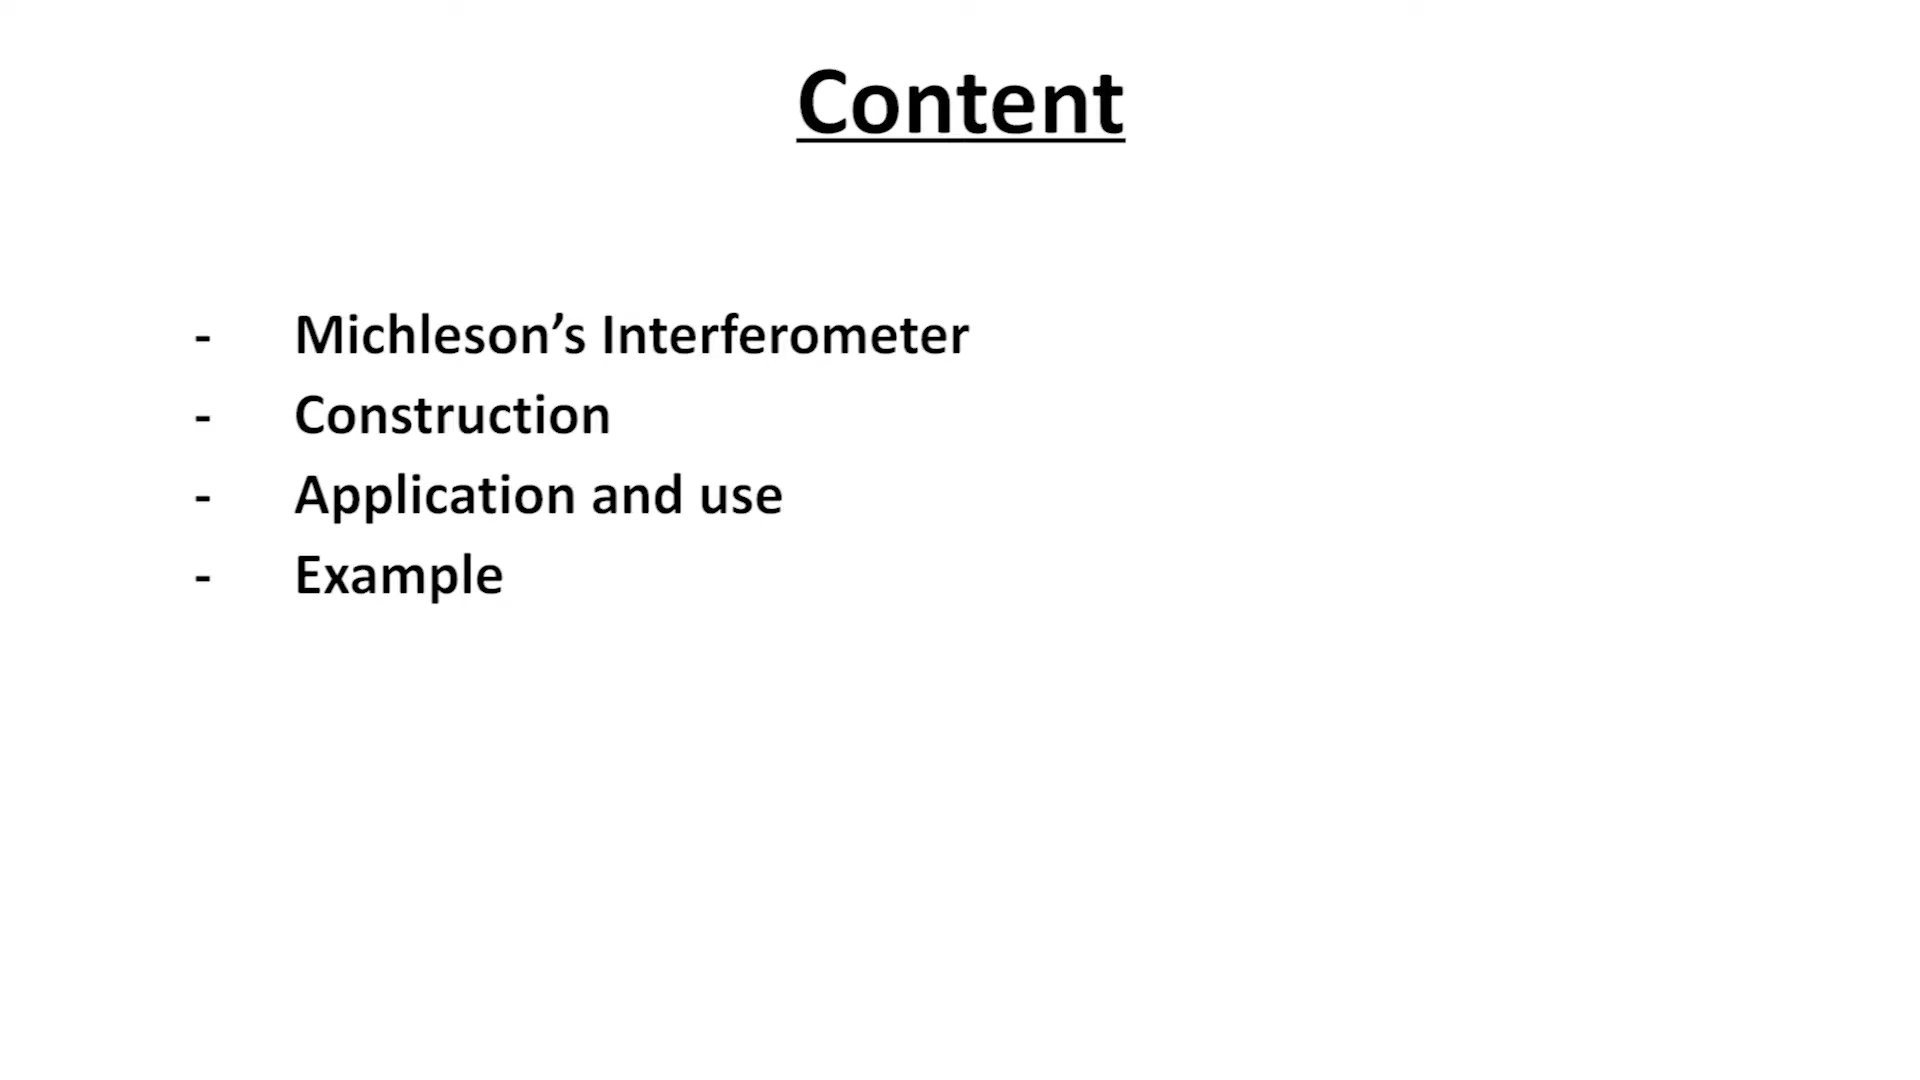 Content
- Michleson’s Interferometer
- Construction
- Application and use
- Example